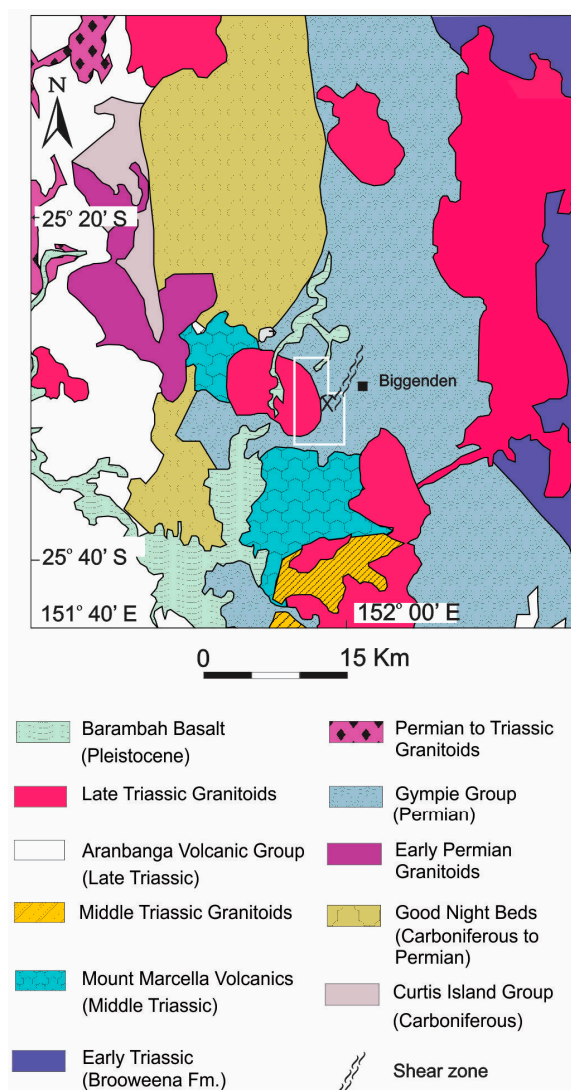 N
25° 20' S
Biggenden
25° 40' S
151° 40' E
152° 00' E
0
15 Km
Barambah Basalt
(Pleistocene)
Late Triassic Granitoids
Aranbanga Volcanic Group
(Late Triassic)
Middle Triassic Granitoids
Mount Marcella Volcanics
(Middle Triassic)
Early Triassic
(Brooweena Fm.)
Permian to Triassic
Granitoids
Gympie Group
(Permian)
Early Permian
Granitoids
Good Night Beds
(Carboniferous to
Permian)
Curtis Island Group
(Carboniferous)
Shear zone